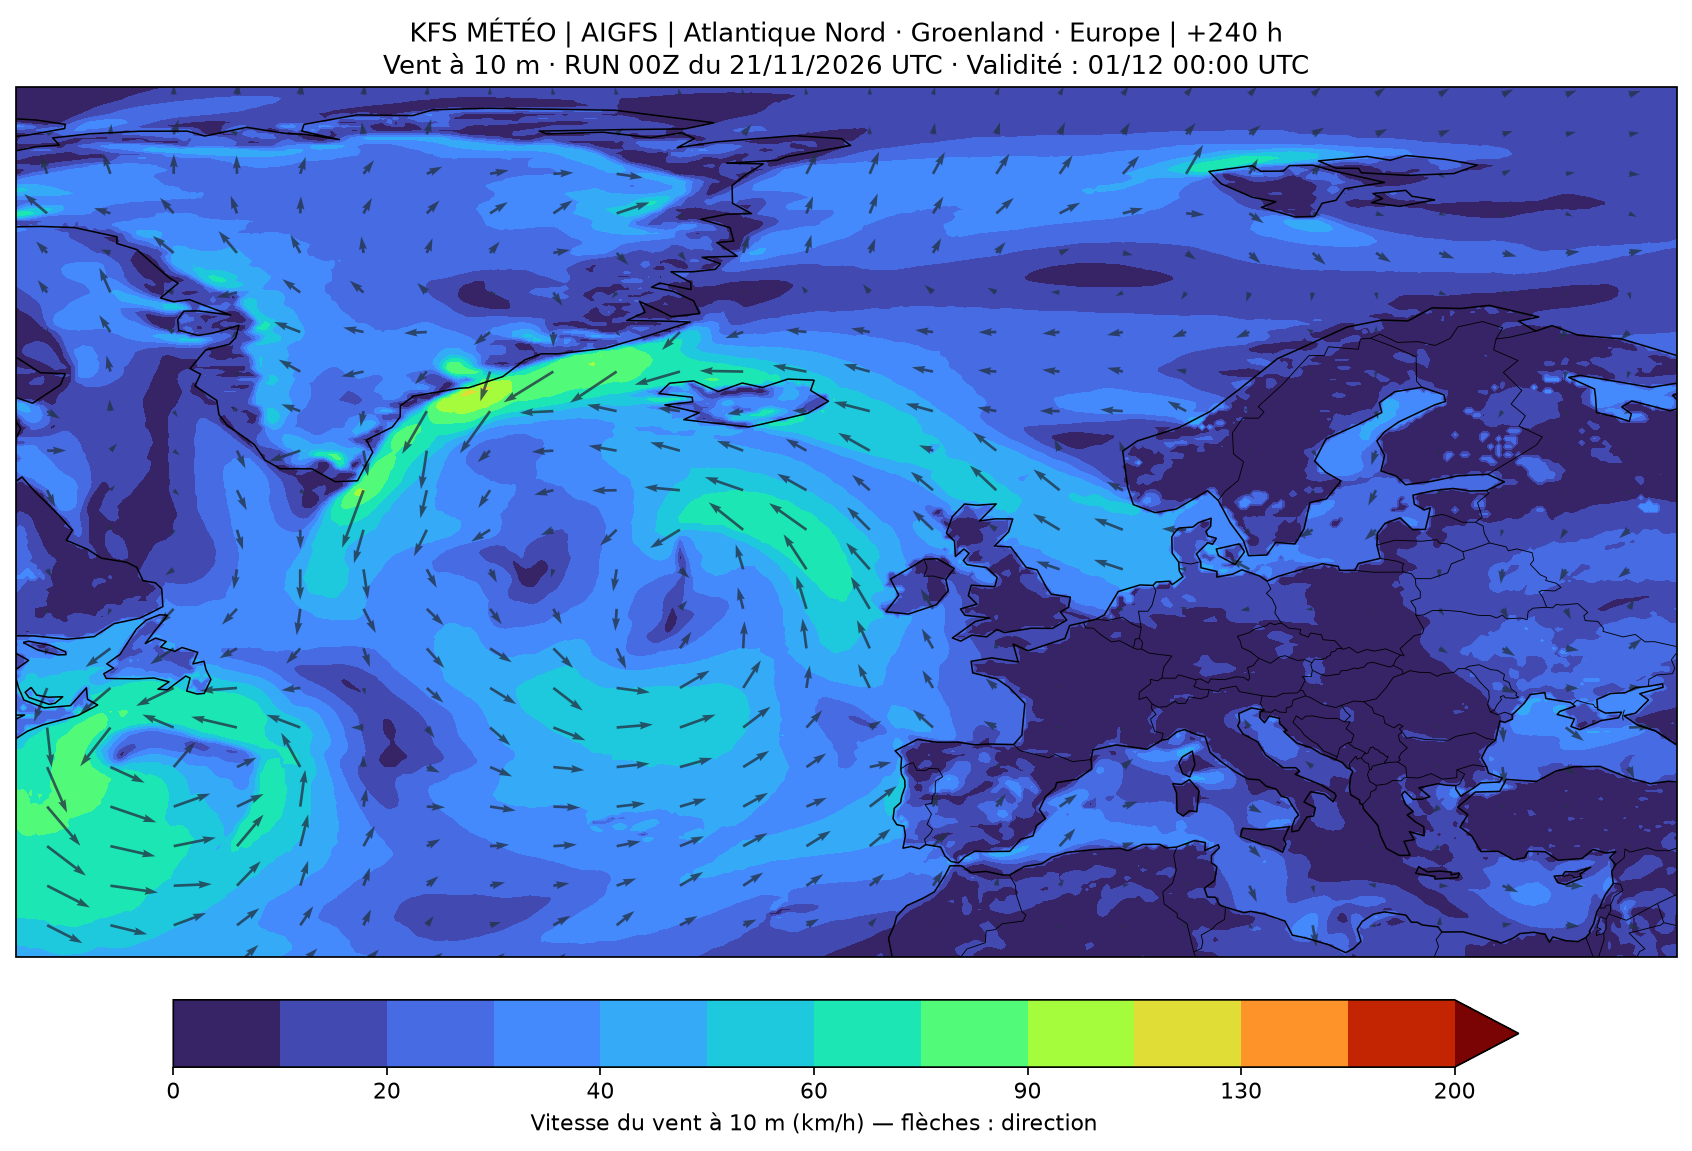 KFS MÉTÉO | AIGFS | Atlantique Nord · Groenland · Europe | +240 h
Vent à 10 m · RUN 00Z du 21/11/2026 UTC · Validité : 01/12 00:00 UTC
0 20 40 60 90 130 200
Vitesse du vent à 10 m (km/h) — flèches : direction